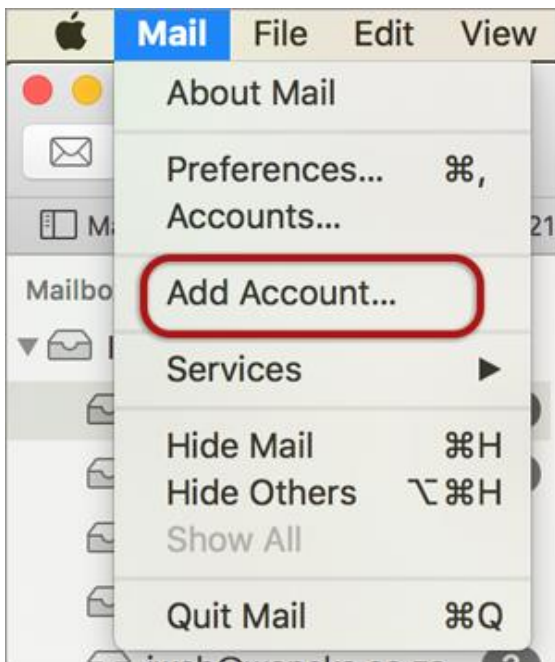 Mail File Edit View
About Mail
Preferences... ⌘,
Accounts...
21
Add Account...
Services ▶
Hide Mail ⌘H
Hide Others ⌥⌘H
Show All
Quit Mail ⌘Q